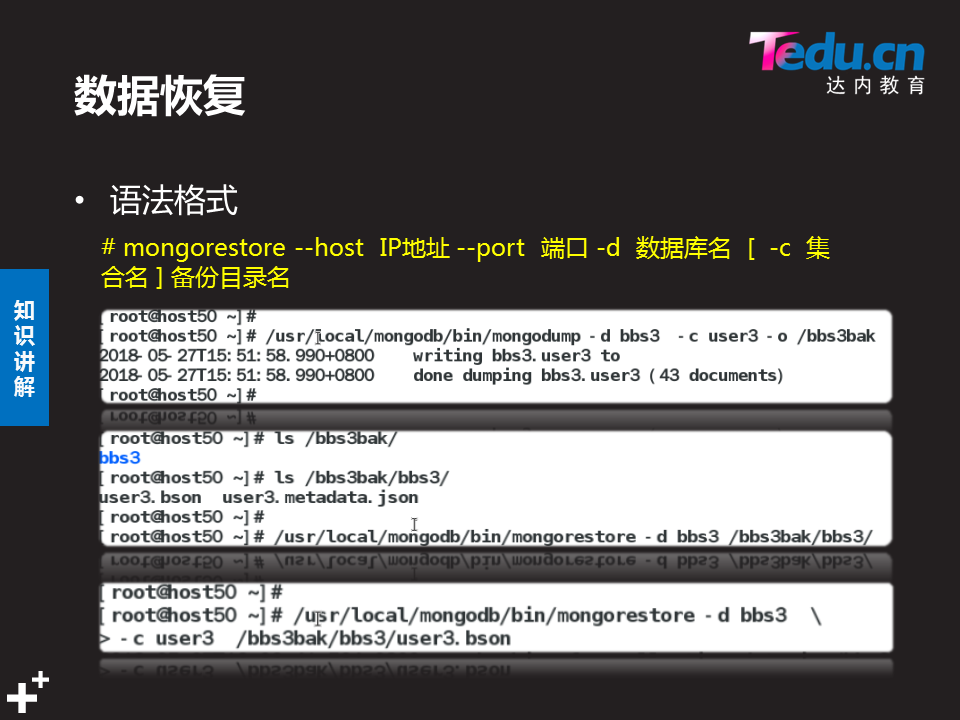 Tedu.cn
达内教育
数据恢复
• 语法格式
# mongorestore --host IP地址 --port 端口 -d 数据库名 [ -c 集
合名 ] 备份目录名
知识讲解
[root@host50 ~]#
[root@host50 ~]# /usr/local/mongodb/bin/mongodump -d bbs3 -c user3 -o /bbs3bak
2018-05-27T15:51:58.990+0800 writing bbs3.user3 to
2018-05-27T15:51:58.990+0800 done dumping bbs3.user3 (43 documents)
[root@host50 ~]#
[root@host50 ~]# ls /bbs3bak/
bbs3
[root@host50 ~]# ls /bbs3bak/bbs3/
user3.bson user3.metadata.json
[root@host50 ~]#
[root@host50 ~]# /usr/local/mongodb/bin/mongorestore -d bbs3 /bbs3bak/bbs3/
[root@host50 ~]#
[root@host50 ~]# /usr/local/mongodb/bin/mongorestore -d bbs3 \
> -c user3 /bbs3bak/bbs3/user3.bson